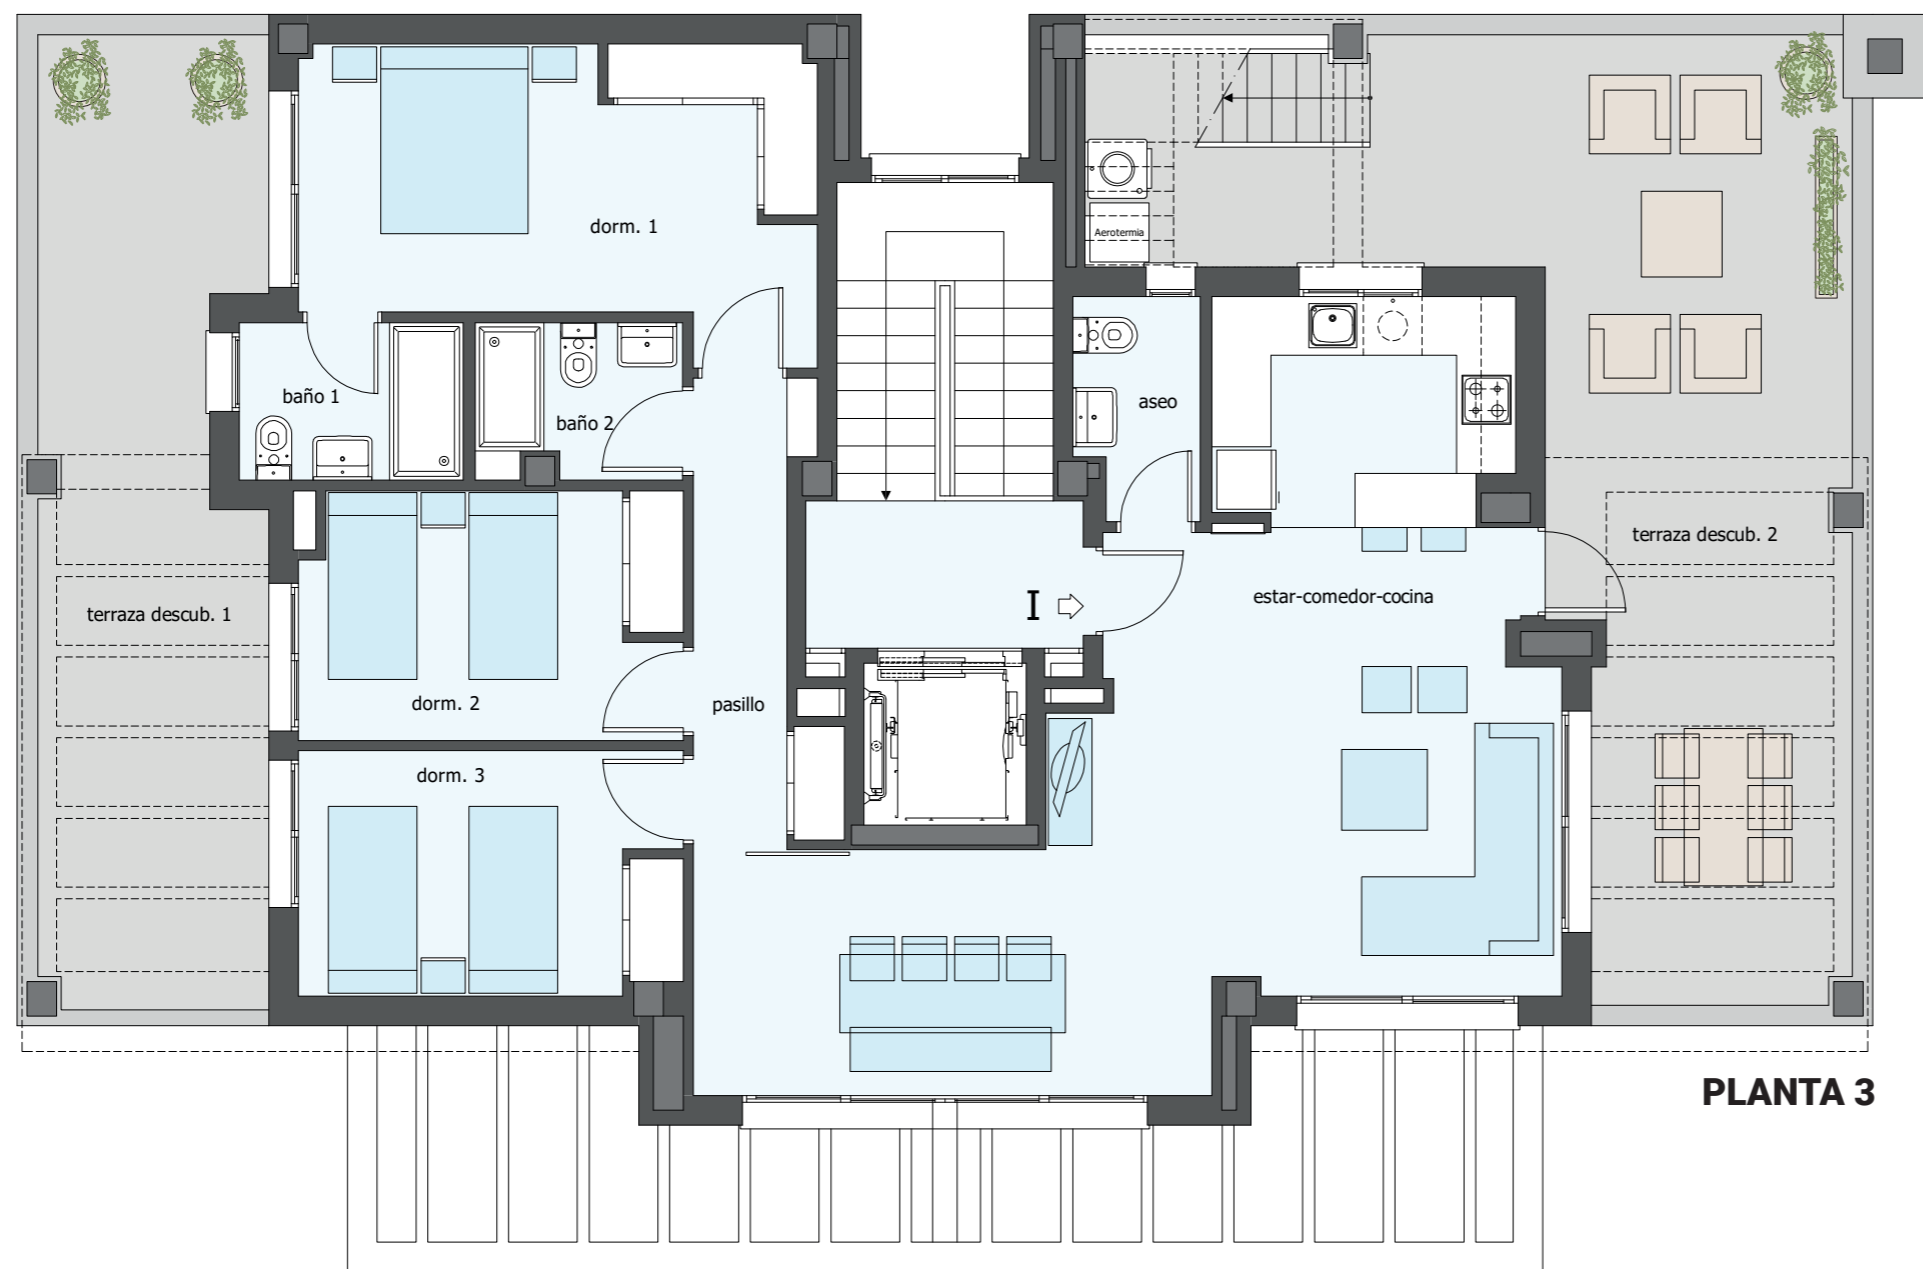 dorm. 1
Aerotermia
baño 1
baño 2
aseo
terraza descub. 2
estar-comedor-cocina
I
terraza descub. 1
dorm. 2
pasillo
dorm. 3
PLANTA 3